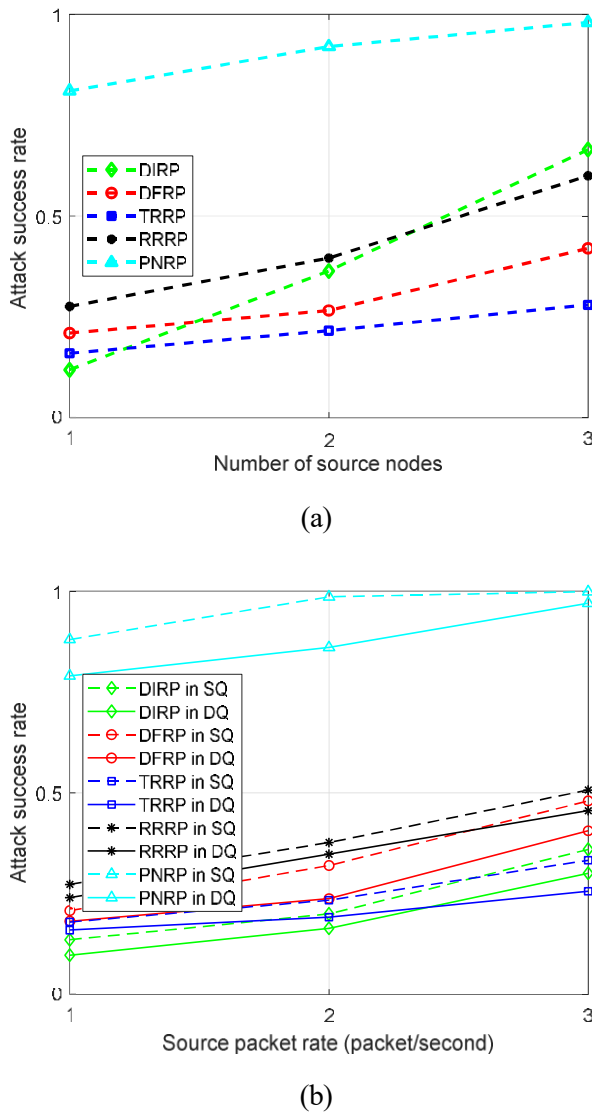 1
0.5
0
Attack success rate
DIRP
DFRP
TRRP
RRRP
PNRP
1 2 3
Number of source nodes
(a)
1
0.5
0
Attack success rate
DIRP in SQ
DIRP in DQ
DFRP in SQ
DFRP in DQ
TRRP in SQ
TRRP in DQ
RRRP in SQ
RRRP in DQ
PNRP in SQ
PNRP in DQ
1 2 3
Source packet rate (packet/second)
(b)